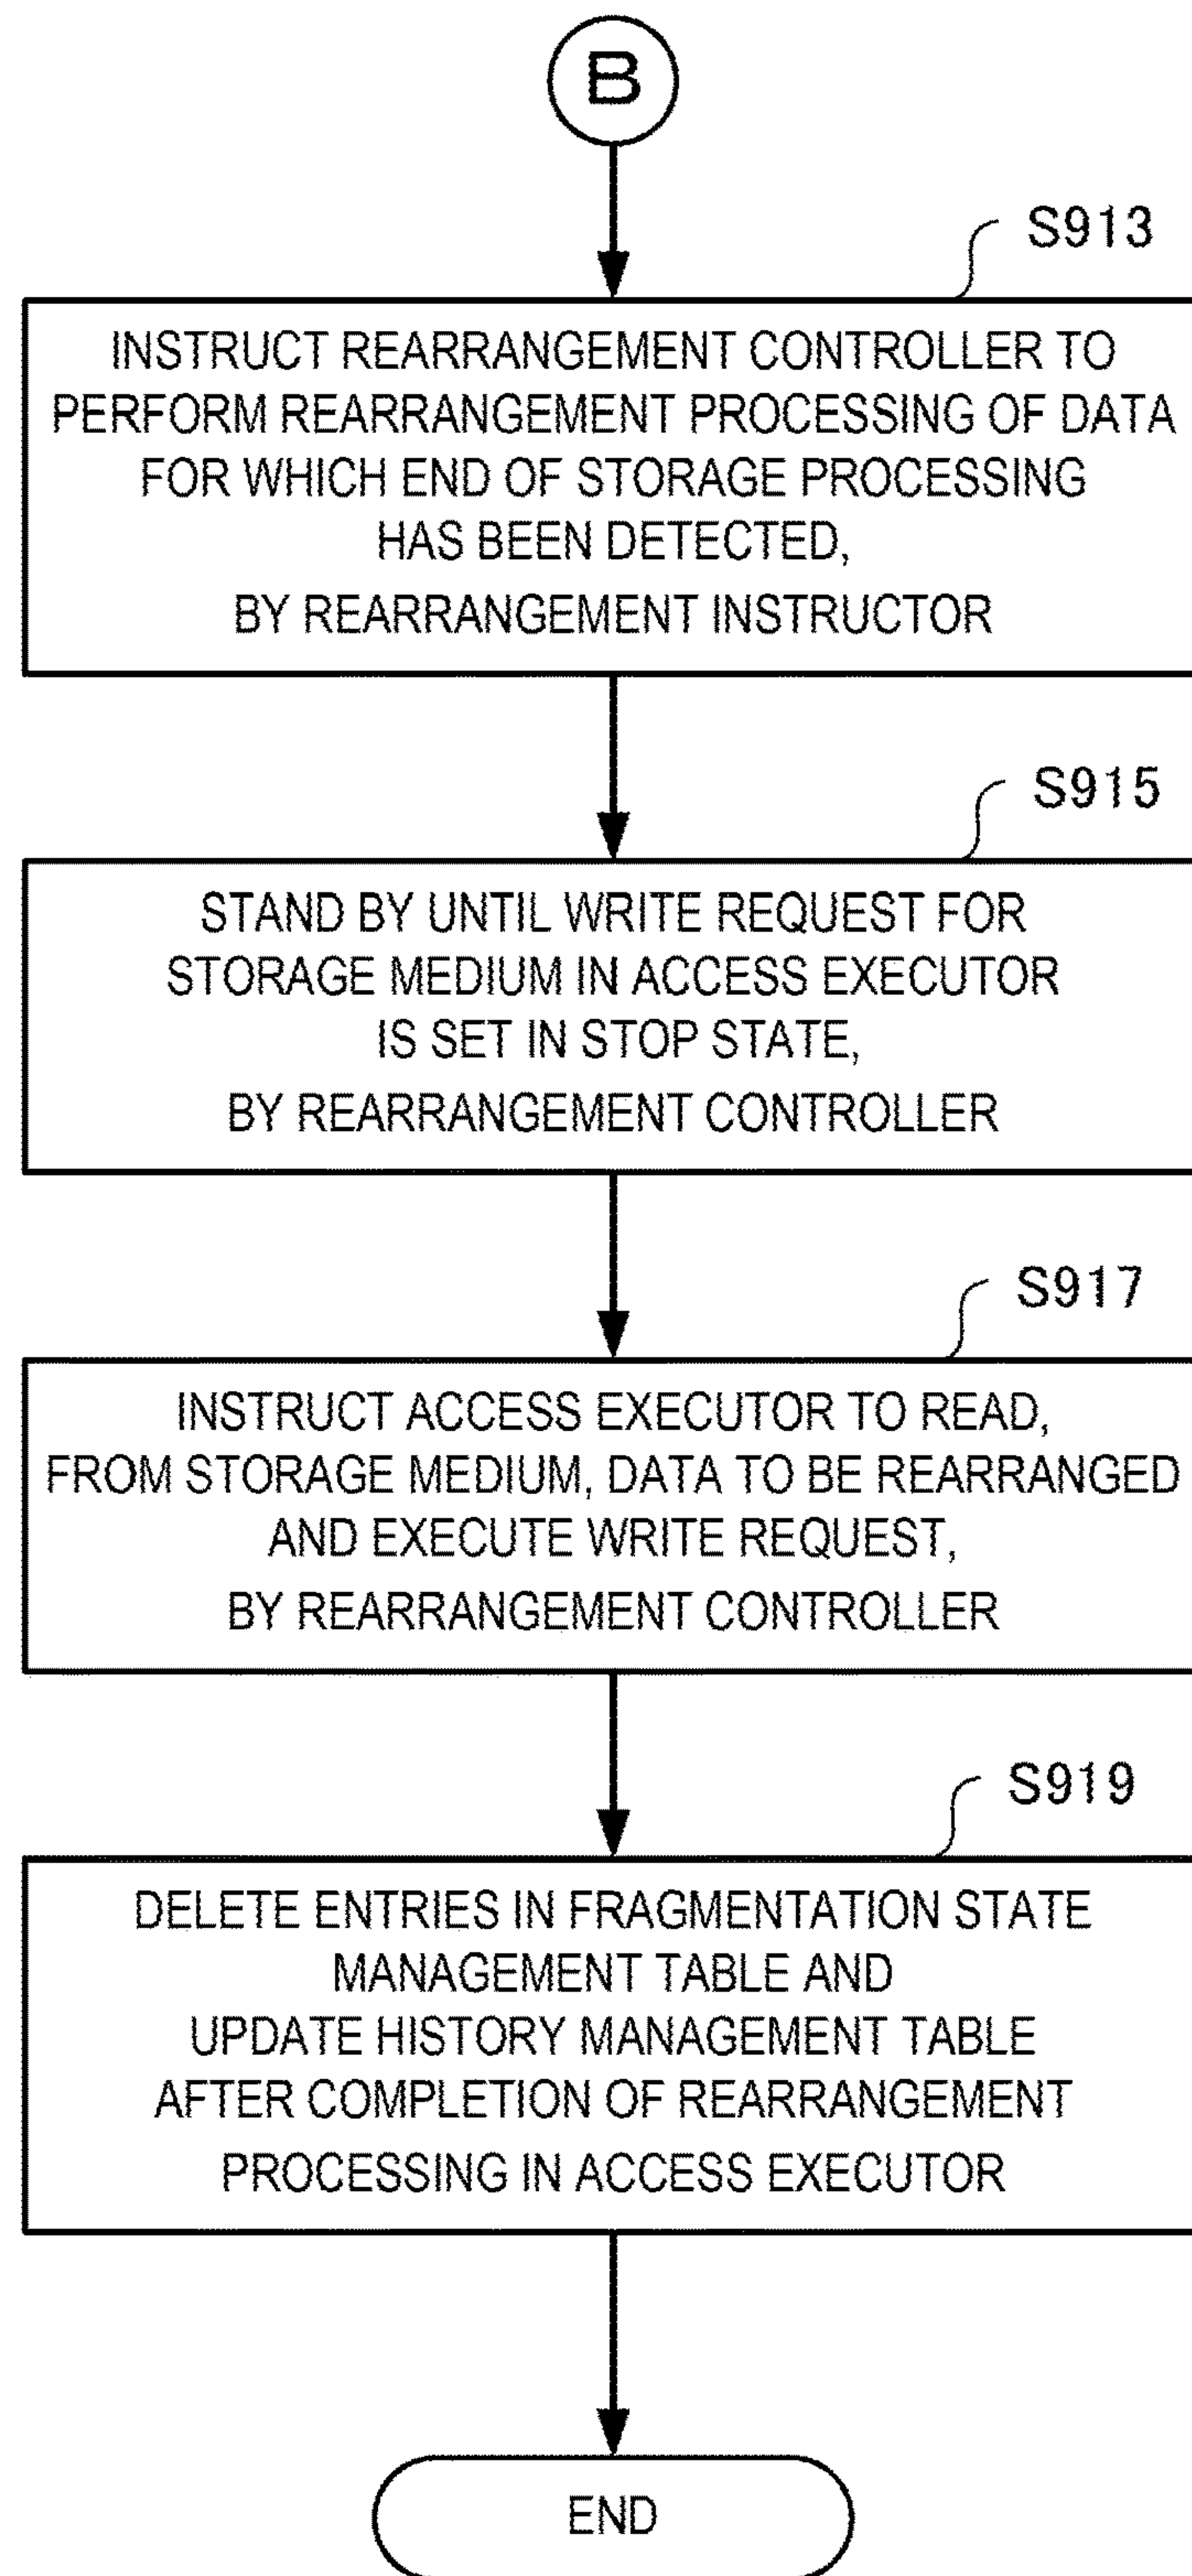 B
S913
INSTRUCT REARRANGEMENT CONTROLLER TO
PERFORM REARRANGEMENT PROCESSING OF DATA
FOR WHICH END OF STORAGE PROCESSING
HAS BEEN DETECTED,
BY REARRANGEMENT INSTRUCTOR
S915
STAND BY UNTIL WRITE REQUEST FOR
STORAGE MEDIUM IN ACCESS EXECUTOR
IS SET IN STOP STATE,
BY REARRANGEMENT CONTROLLER
S917
INSTRUCT ACCESS EXECUTOR TO READ,
FROM STORAGE MEDIUM, DATA TO BE REARRANGED
AND EXECUTE WRITE REQUEST,
BY REARRANGEMENT CONTROLLER
S919
DELETE ENTRIES IN FRAGMENTATION STATE
MANAGEMENT TABLE AND
UPDATE HISTORY MANAGEMENT TABLE
AFTER COMPLETION OF REARRANGEMENT
PROCESSING IN ACCESS EXECUTOR
END